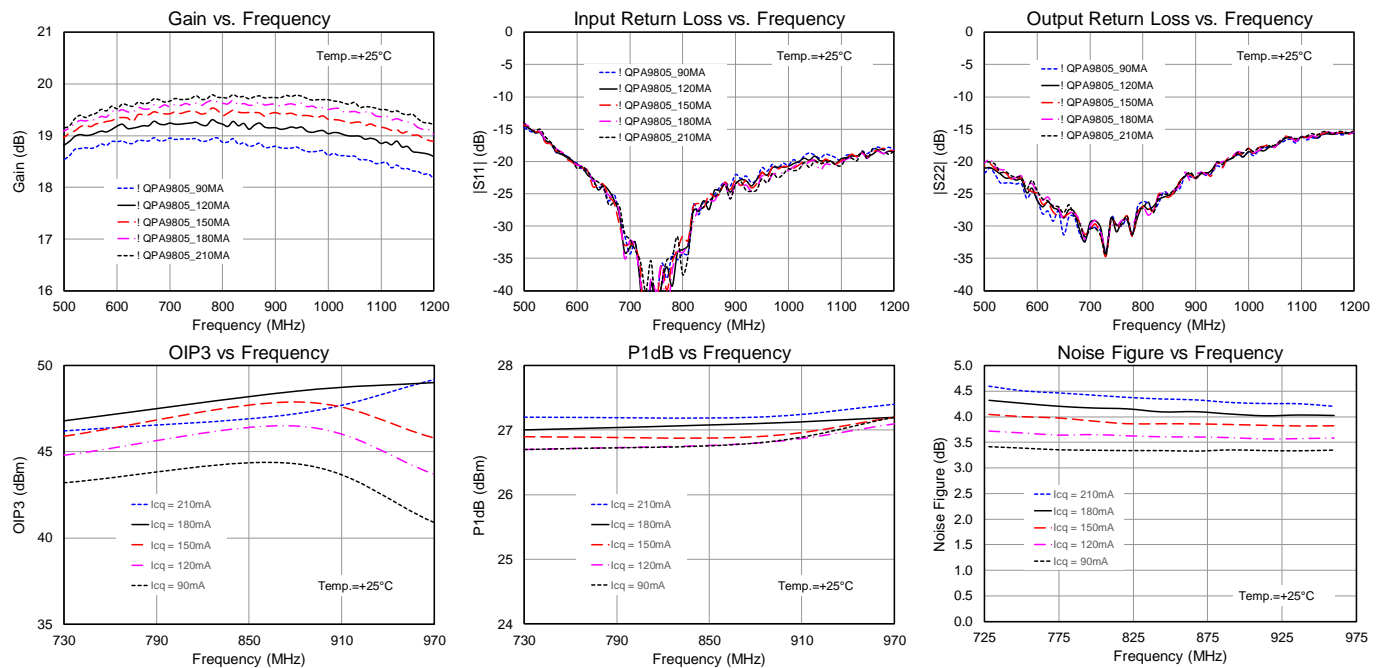 Gain vs. Frequency
21
20
19
18
17
16
Gain (dB)
Temp.=+25°C
! QPA9805_90MA
! QPA9805_120MA
! QPA9805_150MA
! QPA9805_180MA
! QPA9805_210MA
500 600 700 800 900 1000 1100 1200
Frequency (MHz)
Input Return Loss vs. Frequency
0
-5
-10
-15
-20
-25
-30
-35
-40
|S11| (dB)
Temp.=+25°C
! QPA9805_90MA
! QPA9805_120MA
! QPA9805_150MA
! QPA9805_180MA
! QPA9805_210MA
500 600 700 800 900 1000 1100 1200
Frequency (MHz)
Output Return Loss vs. Frequency
0
-5
-10
-15
-20
-25
-30
-35
-40
|S22| (dB)
Temp.=+25°C
! QPA9805_90MA
! QPA9805_120MA
! QPA9805_150MA
! QPA9805_180MA
! QPA9805_210MA
500 600 700 800 900 1000 1100 1200
Frequency (MHz)
OIP3 vs Frequency
50
45
40
35
OIP3 (dBm)
Icq = 210mA
Icq = 180mA
Icq = 150mA
Icq = 120mA
Icq = 90mA
Temp.=+25°C
730 790 850 910 970
Frequency (MHz)
P1dB vs Frequency
28
27
26
25
24
P1dB (dBm)
Icq = 210mA
Icq = 180mA
Icq = 150mA
Icq = 120mA
Icq = 90mA
Temp.=+25°C
730 790 850 910 970
Frequency (MHz)
Noise Figure vs Frequency
5.0
4.5
4.0
3.5
3.0
2.5
2.0
1.5
1.0
0.5
0.0
Noise Figure (dB)
Icq = 210mA
Icq = 180mA
Icq = 150mA
Icq = 120mA
Icq = 90mA
Temp.=+25°C
725 775 825 875 925 975
Frequency (MHz)